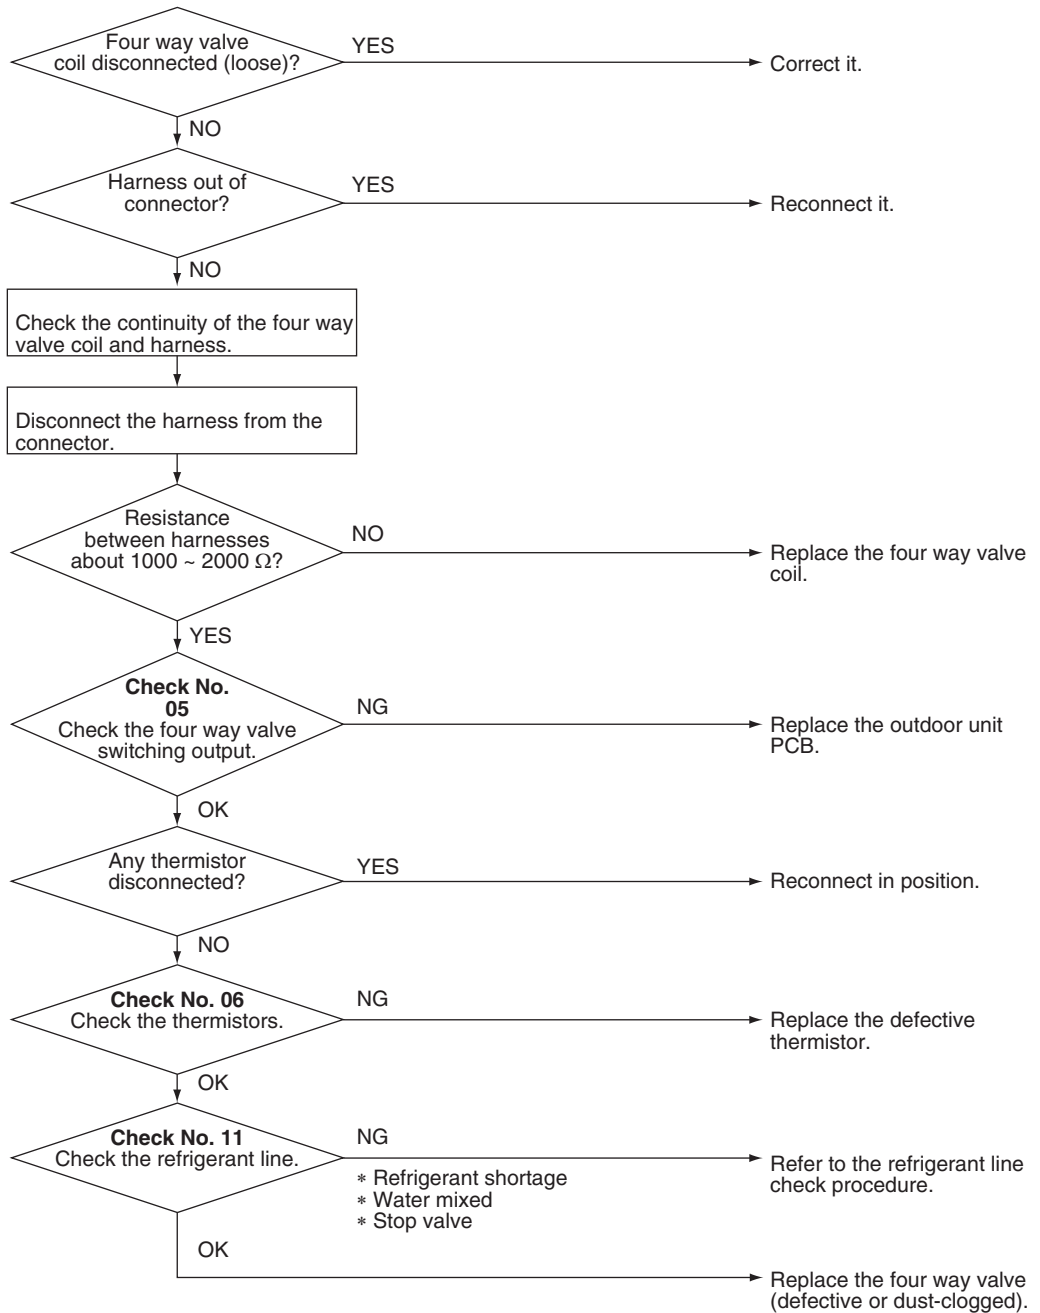 Four way valve
coil disconnected (loose)?
YES
Correct it.
NO
Harness out of
connector?
YES
Reconnect it.
NO
Check the continuity of the four way
valve coil and harness.
Disconnect the harness from the
connector.
Resistance
between harnesses
about 1000 ~ 2000 Ω?
NO
Replace the four way valve
coil.
YES
Check No.
05
Check the four way valve
switching output.
NG
Replace the outdoor unit
PCB.
OK
Any thermistor
disconnected?
YES
Reconnect in position.
NO
Check No. 06
Check the thermistors.
NG
Replace the defective
thermistor.
OK
Check No. 11
Check the refrigerant line.
NG
∗ Refrigerant shortage
∗ Water mixed
∗ Stop valve
Refer to the refrigerant line
check procedure.
OK
Replace the four way valve
(defective or dust-clogged).